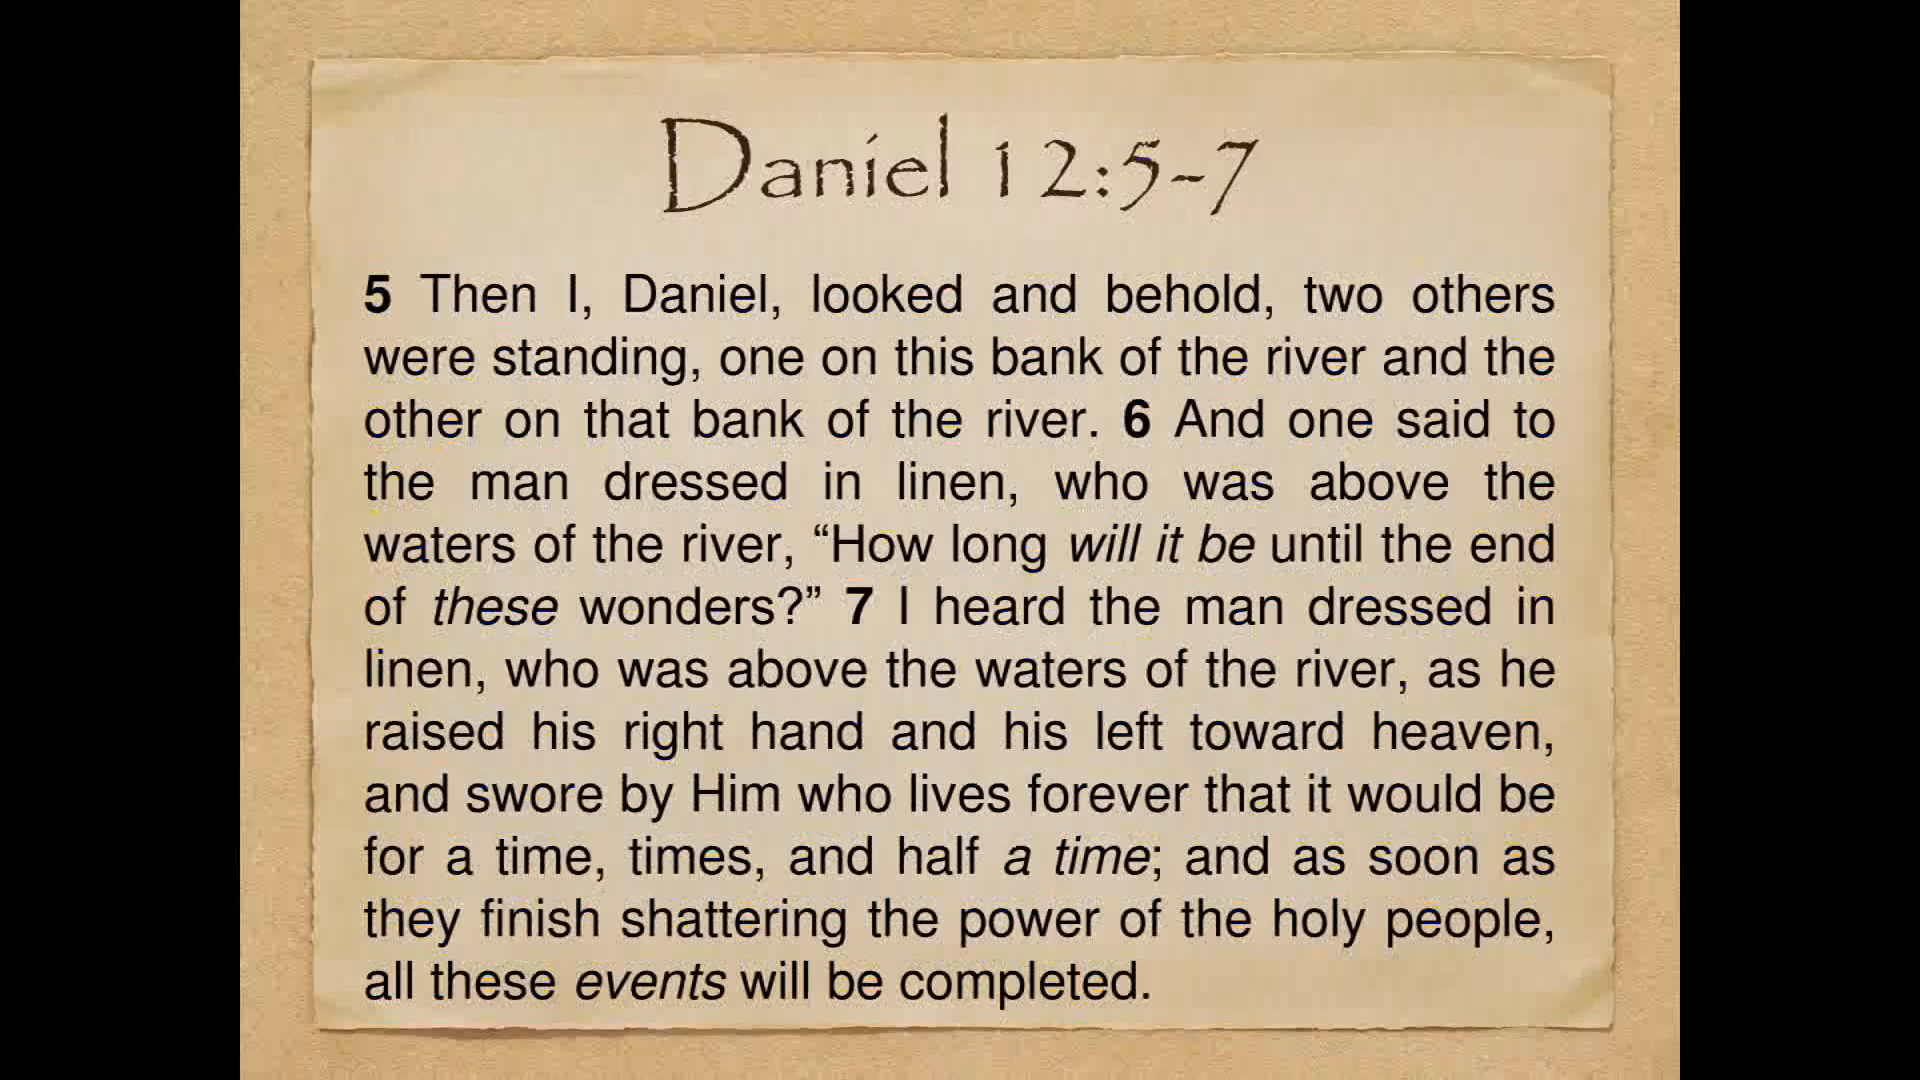 Daniel 12:5-7
5 Then I, Daniel, looked and behold, two others
were standing, one on this bank of the river and the
other on that bank of the river. 6 And one said to
the man dressed in linen, who was above the
waters of the river, “How long will it be until the end
of these wonders?” 7 I heard the man dressed in
linen, who was above the waters of the river, as he
raised his right hand and his left toward heaven,
and swore by Him who lives forever that it would be
for a time, times, and half a time; and as soon as
they finish shattering the power of the holy people,
all these events will be completed.